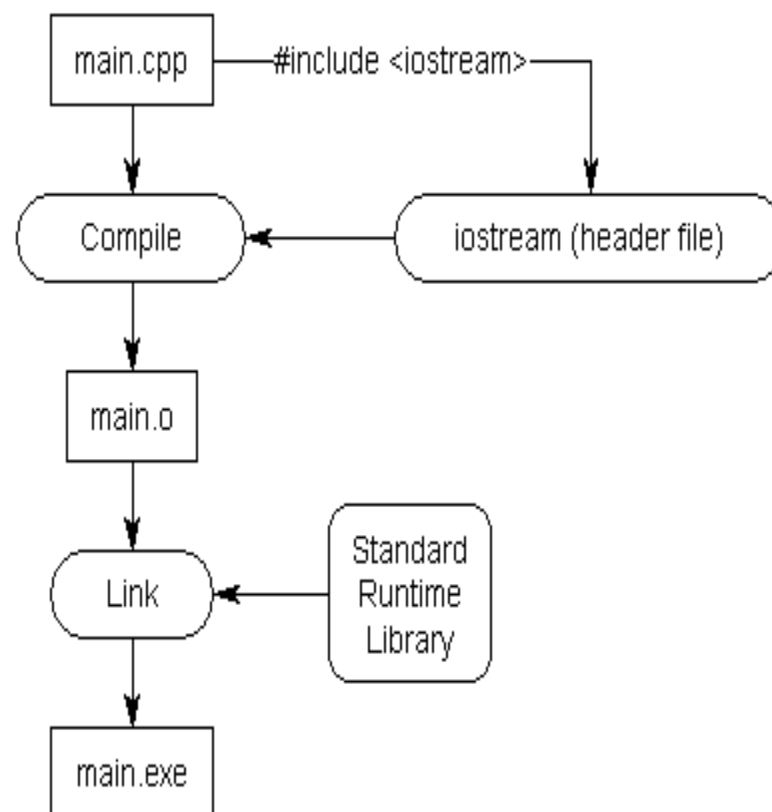 main.cpp
#include <iostream>
Compile
iostream (header file)
main.o
Link
Standard
Runtime
Library
main.exe